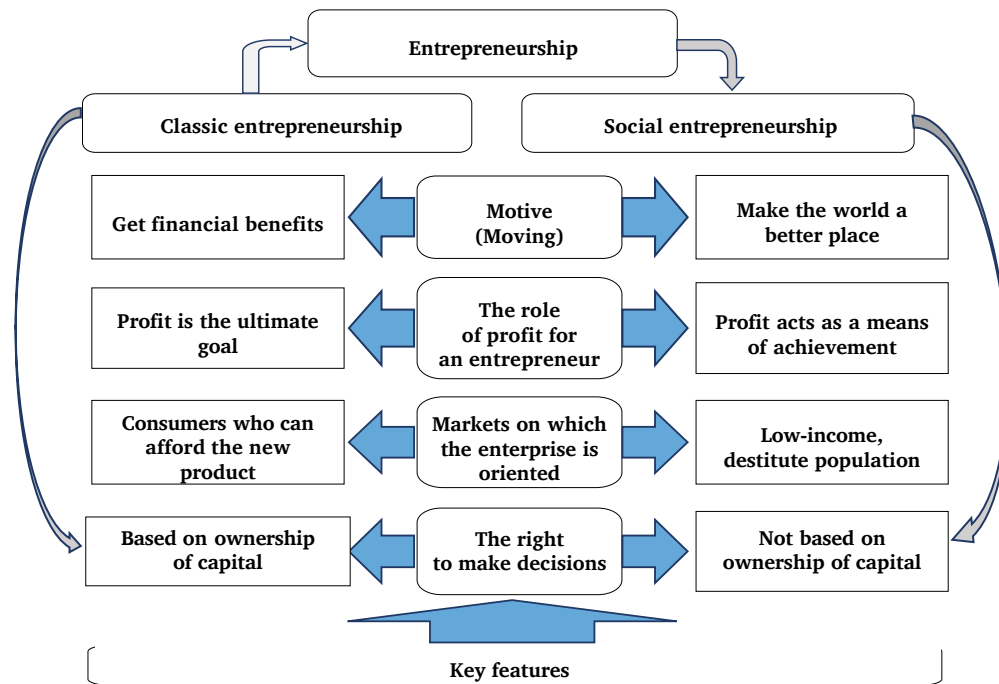 Entrepreneurship
Classic entrepreneurship
Social entrepreneurship
Get financial benefits
Motive
(Moving)
Make the world a
better place
Profit is the ultimate
goal
The role
of profit for
an entrepreneur
Profit acts as a means
of achievement
Consumers who can
afford the new
product
Markets on which
the enterprise is
oriented
Low-income,
destitute population
Based on ownership
of capital
The right
to make decisions
Not based on
ownership of capital
Key features